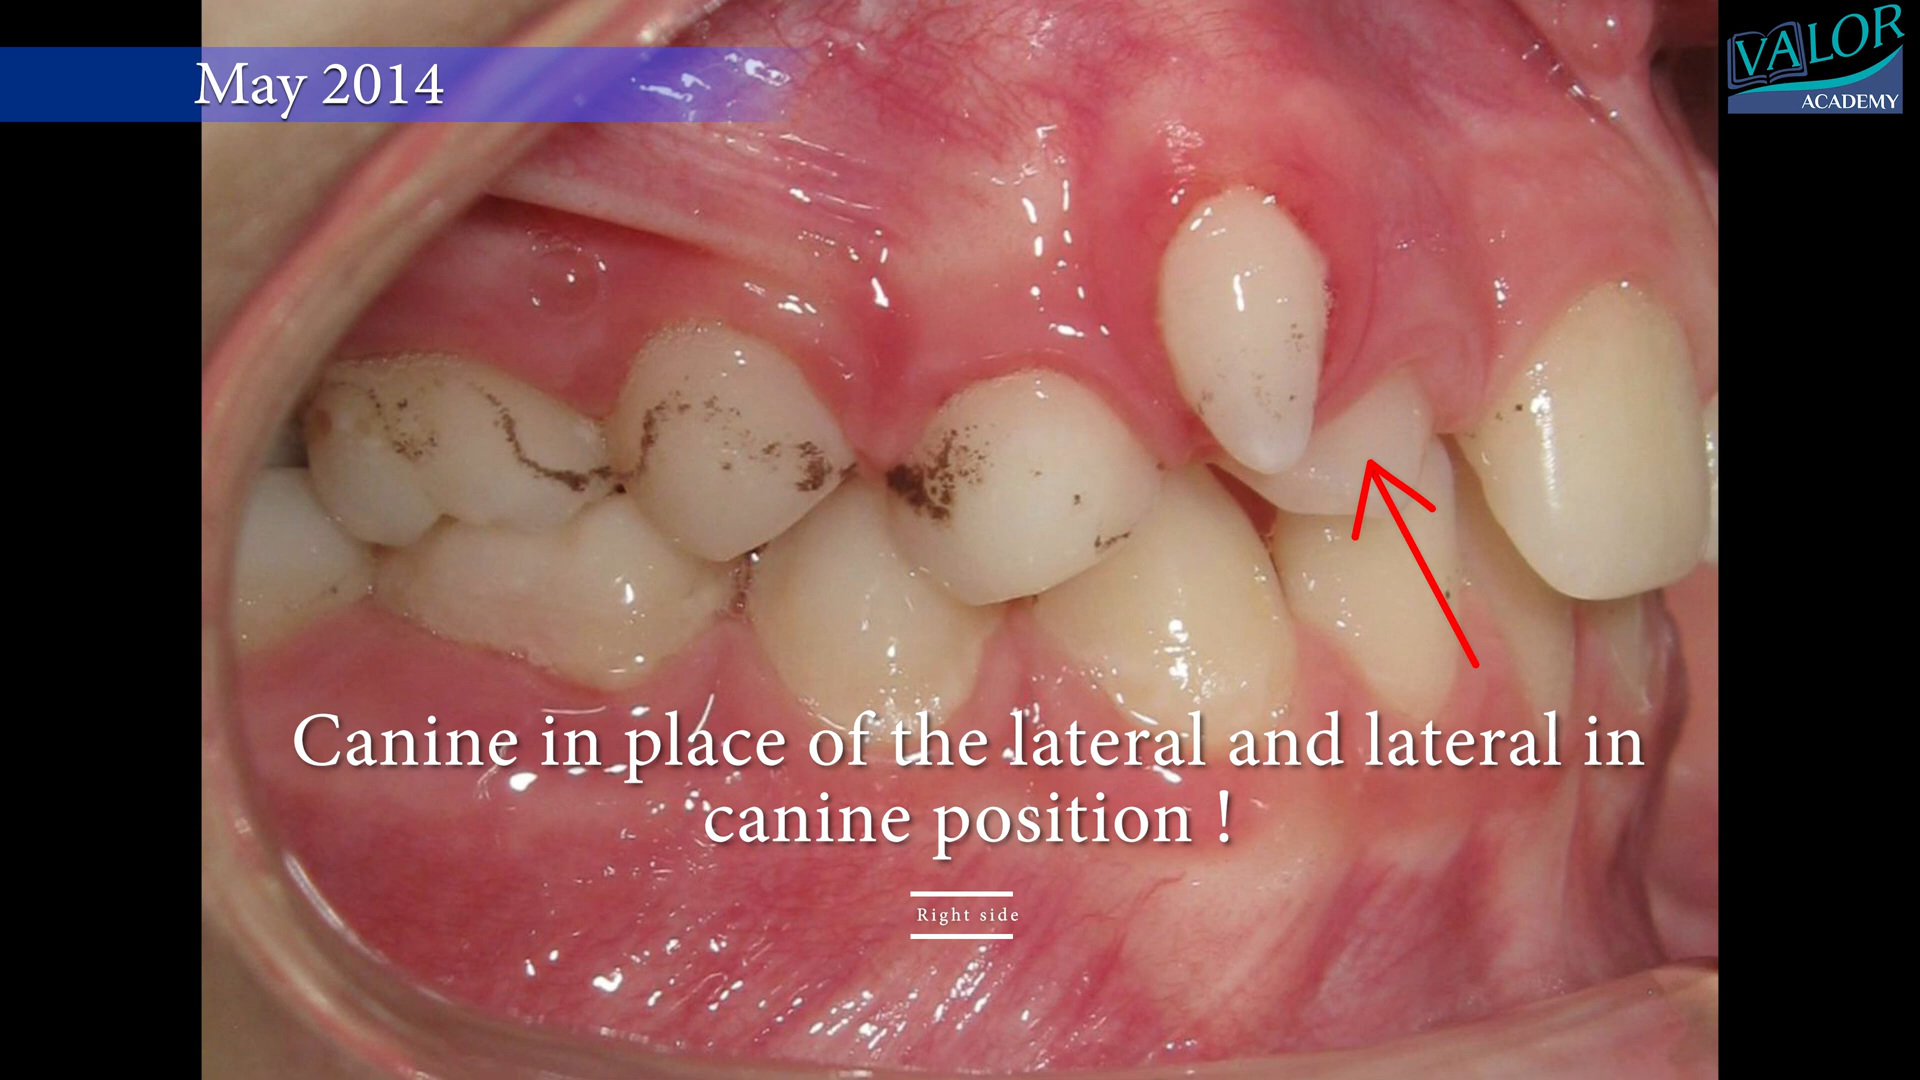 May 2014
VALOR
ACADEMY
Canine in place of the lateral and lateral in
canine position !
Right side